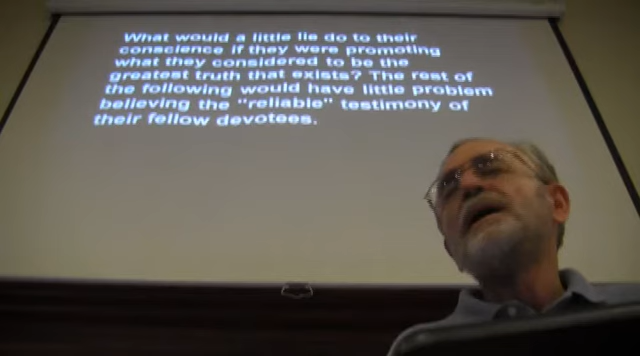 What would a little lie do to their
conscience if they were promoting
what they considered to be the
greatest truth that exists? The rest of
the following would have little problem
believing the "reliable" testimony of
their fellow devotees.